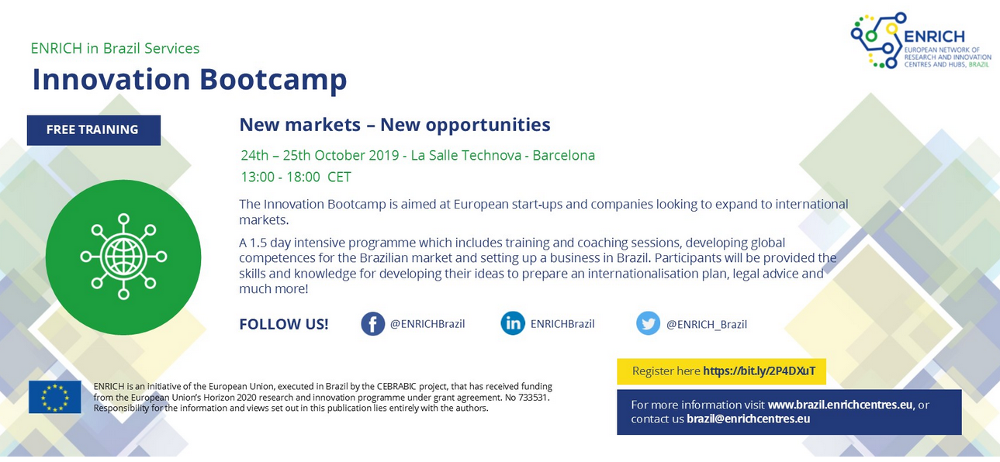 ENRICH in Brazil Services
Innovation Bootcamp
ENRICH
EUROPEAN NETWORK OF
RESEARCH AND INNOVATION
CENTRES AND HUBS, BRAZIL
FREE TRAINING
New markets – New opportunities
24th – 25th October 2019 - La Salle Technova - Barcelona
13:00 - 18:00 CET
The Innovation Bootcamp is aimed at European start-ups and companies looking to expand to international
markets.
A 1.5 day intensive programme which includes training and coaching sessions, developing global
competences for the Brazilian market and setting up a business in Brazil. Participants will be provided the
skills and knowledge for developing their ideas to prepare an internationalisation plan, legal advice and
much more!
FOLLOW US!
@ENRICHBrazil
ENRICHBrazil
@ENRICH_Brazil
Register here https://bit.ly/2P4DXuT
For more information visit www.brazil.enrichcentres.eu, or
contact us brazil@enrichcentres.eu
ENRICH is an initiative of the European Union, executed in Brazil by the CEBRABIC project, that has received funding
from the European Union's Horizon 2020 research and innovation programme under grant agreement. No 733531.
Responsibility for the information and views set out in this publication lies entirely with the authors.